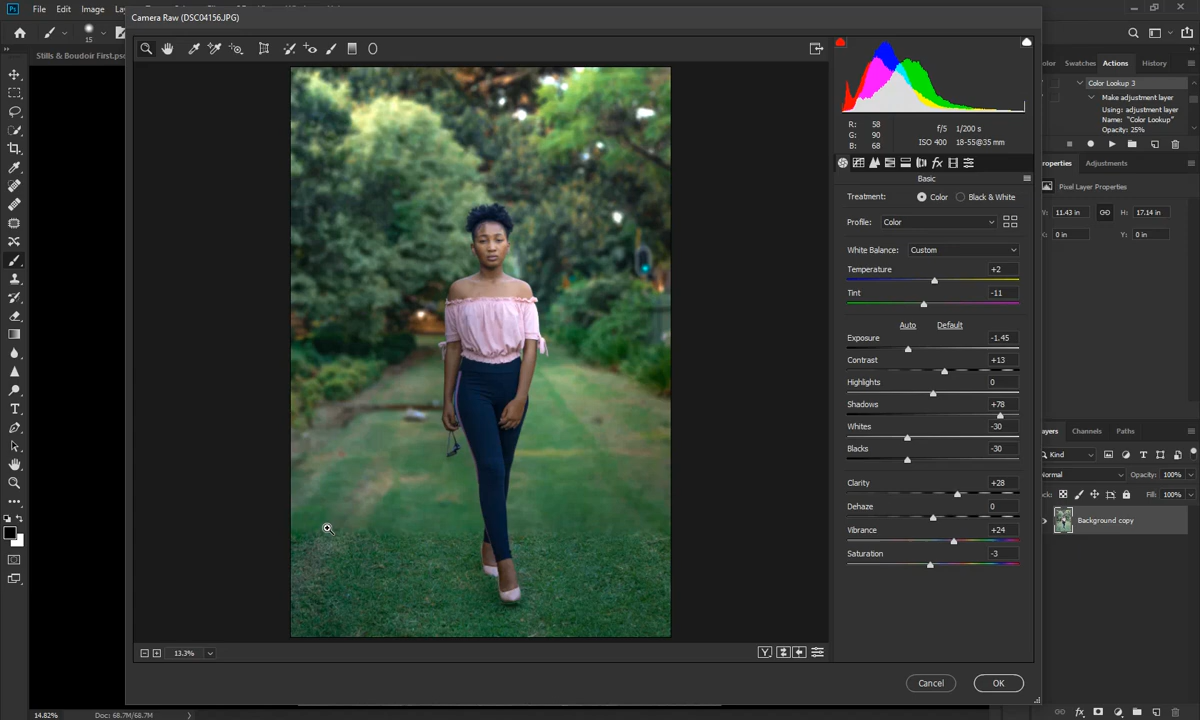 Ps File Edit Image
Camera Raw (DSC04156.JPG)
15
Stills & Boudoir First.psd
Swatches Actions History
Color Lookup 3
Make adjustment layer
Using: adjustment layer
Name: "Color Lookup"
Opacity: 25%
R: 58
G: 90
B: 68
f/5 1/200 s
ISO 400 18-55@35 mm
fx
Basic
Treatment: Color Black & White
Profile: Color
White Balance: Custom
Temperature +2
Tint -11
Auto Default
Exposure -1.45
Contrast +13
Highlights 0
Shadows +78
Whites -30
Blacks -30
Clarity +28
Dehaze 0
Vibrance +24
Saturation -3
Adjustments
Pixel Layer Properties
11.43 in H: 17.14 in
0 in Y: 0 in
Channels Paths
Kind
Opacity: 100%
Fill: 100%
Background copy
13.3%
Y
Cancel OK
14.82% Doc: 68.7M/68.7M
fx